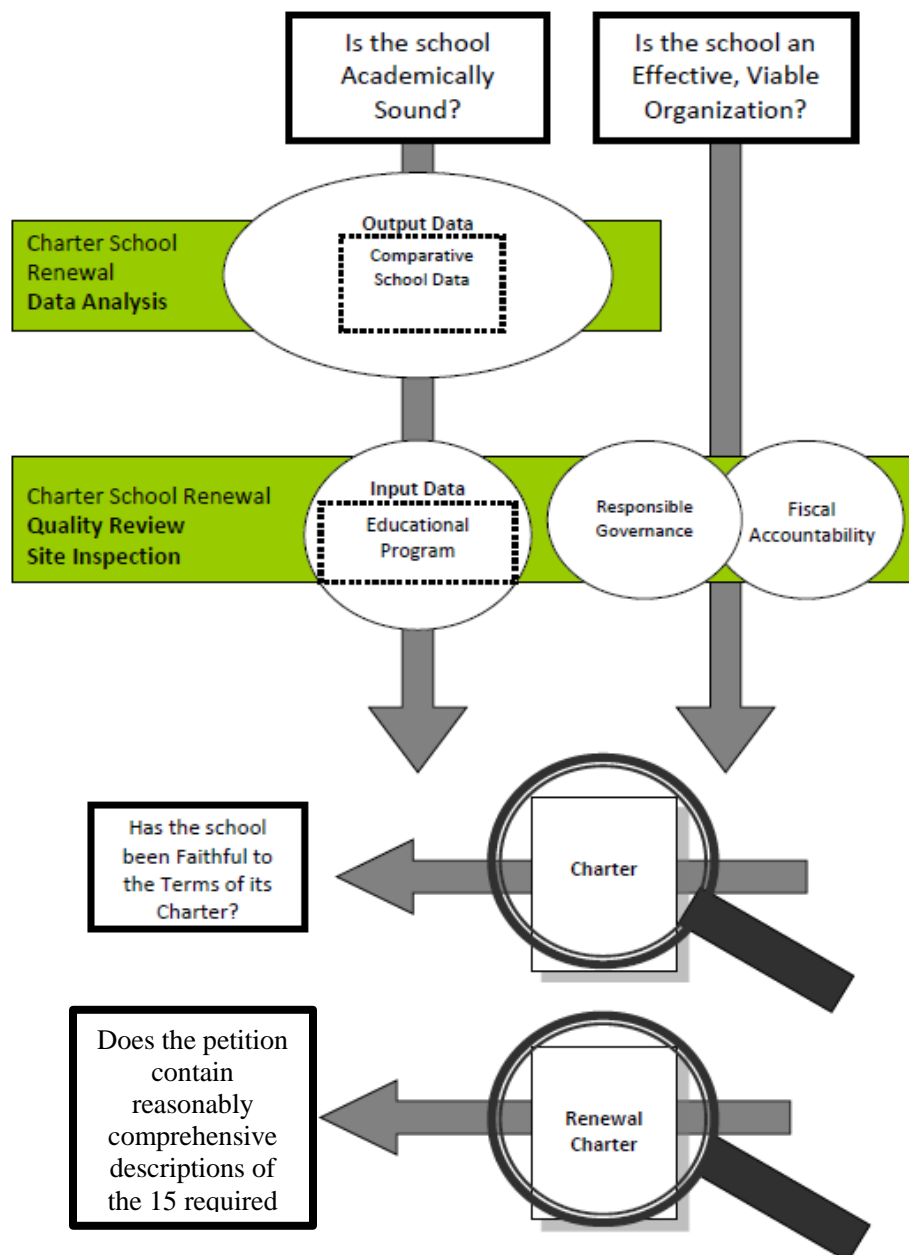 Is the school
Academically
Sound?
Is the school an
Effective, Viable
Organization?
Charter School
Renewal
Data Analysis
Output Data
Comparative
School Data
Charter School Renewal
Quality Review
Site Inspection
Input Data
Educational
Program
Responsible
Governance
Fiscal
Accountability
Has the school
been Faithful to
the Terms of its
Charter?
Charter
Does the petition
contain
reasonably
comprehensive
descriptions of
the 15 required
Renewal
Charter